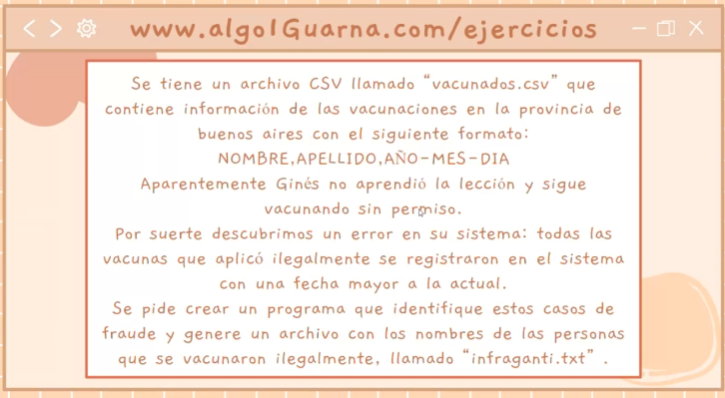 www.algo1Guarna.com/ejercicios
Se tiene un archivo CSV llamado “vacunados.csv” que
contiene información de las vacunaciones en la provincia de
buenos aires con el siguiente formato:
NOMBRE,APELLIDO,AÑO-MES-DIA
Aparentemente Ginés no aprendió la lección y sigue
vacunando sin permiso.
Por suerte descubrimos un error en su sistema: todas las
vacunas que aplicó ilegalmente se registraron en el sistema
con una fecha mayor a la actual.
Se pide crear un programa que identifique estos casos de
fraude y genere un archivo con los nombres de las personas
que se vacunaron ilegalmente, llamado “infraganti.txt” .